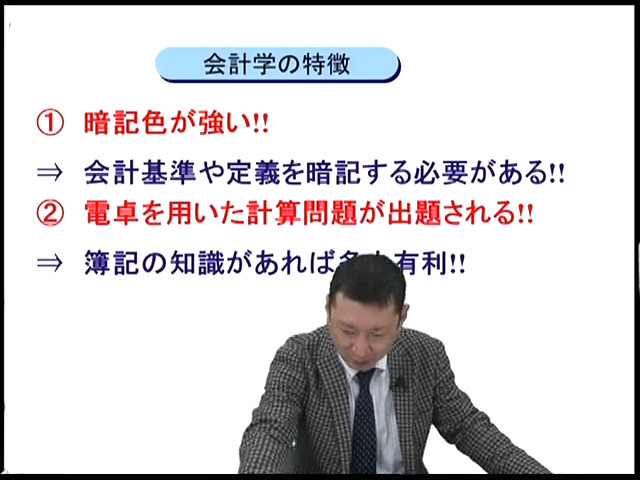 会計学の特徴
① 暗記色が強い!!
⇒ 会計基準や定義を暗記する必要がある!!
② 電卓を用いた計算問題が出題される!!
⇒ 簿記の知識があれば有利!!